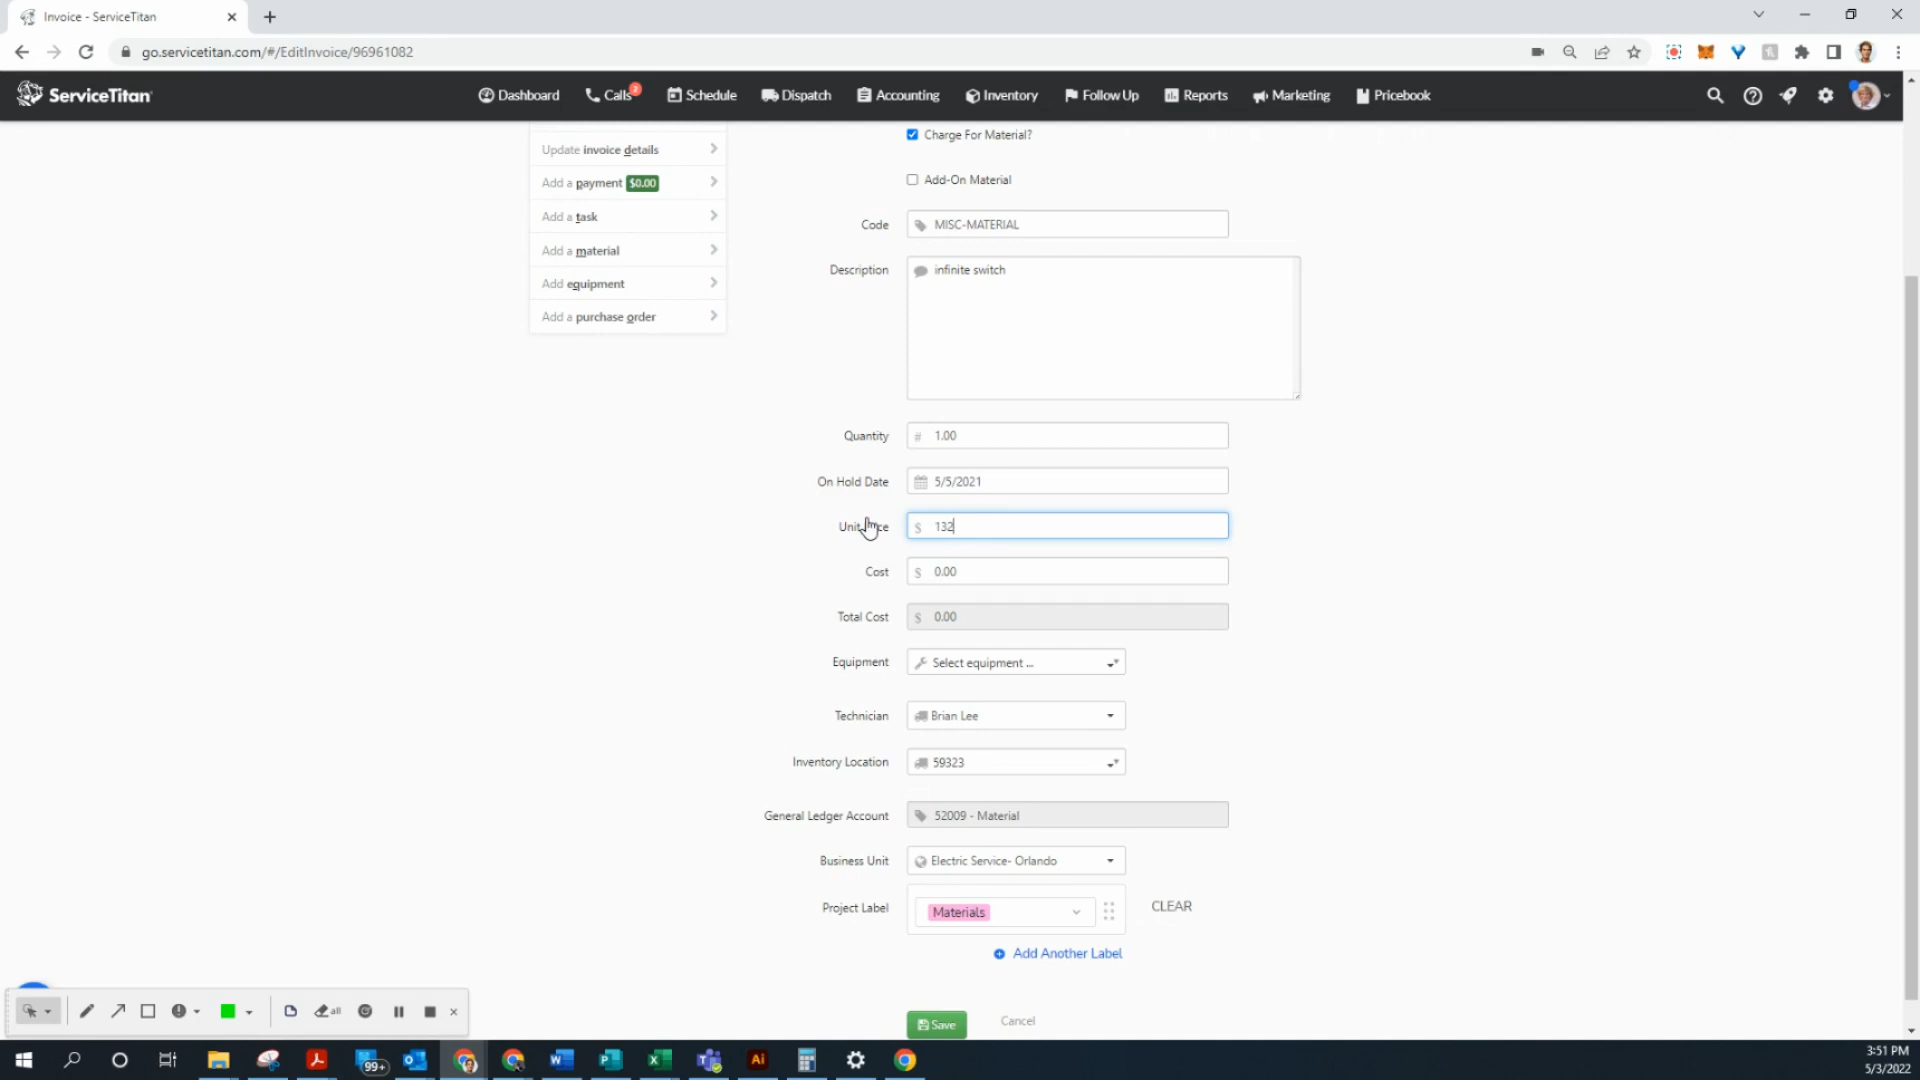 Invoice - ServiceTitan
go.servicetitan.com/#/EditInvoice/96961082
ServiceTitan
Dashboard
Calls 2
Schedule
Dispatch
Accounting
Inventory
Follow Up
Reports
Marketing
Pricebook
Update invoice details
Add a payment $0.00
Add a task
Add a material
Add equipment
Add a purchase order
Charge For Material?
Add-On Material
Code MISC-MATERIAL
Description infinite switch
Quantity # 1.00
On Hold Date 5/5/2021
$ 132
Cost $ 0.00
Total Cost $ 0.00
Equipment Select equipment ...
Technician Brian Lee
Inventory Location 59323
General Ledger Account 52009 - Material
Business Unit Electric Service- Orlando
Project Label Materials CLEAR
Add Another Label
Save Cancel
all
99+
3:51 PM
5/3/2022